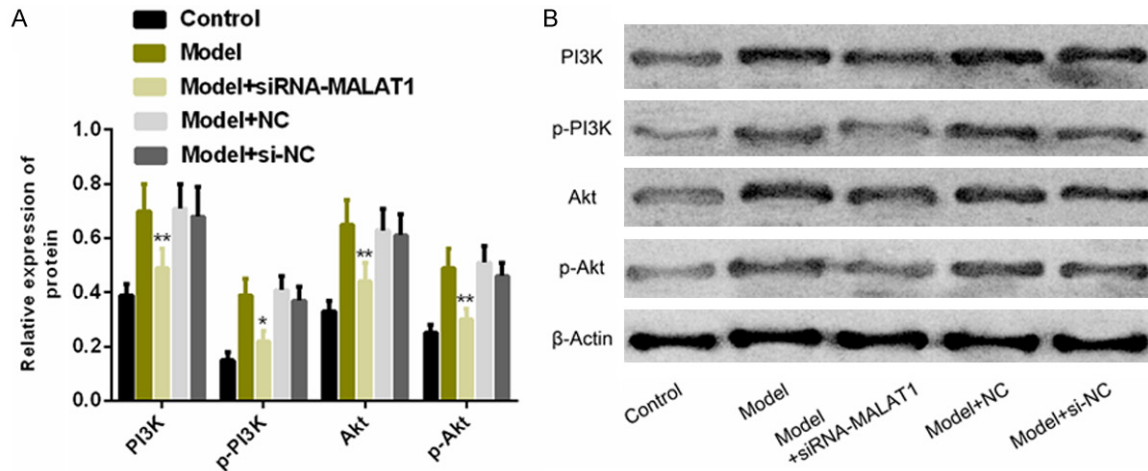 A
Control
Model
Model+siRNA-MALAT1
Model+NC
Model+si-NC
Relative expression of
protein
1.0
0.8
0.6
0.4
0.2
0.0
**
*
**
**
PI3K
p-PI3K
Akt
p-Akt
B
PI3K
p-PI3K
Akt
p-Akt
β-Actin
Control
Model
Model
+siRNA-MALAT1
Model+NC
Model+si-NC